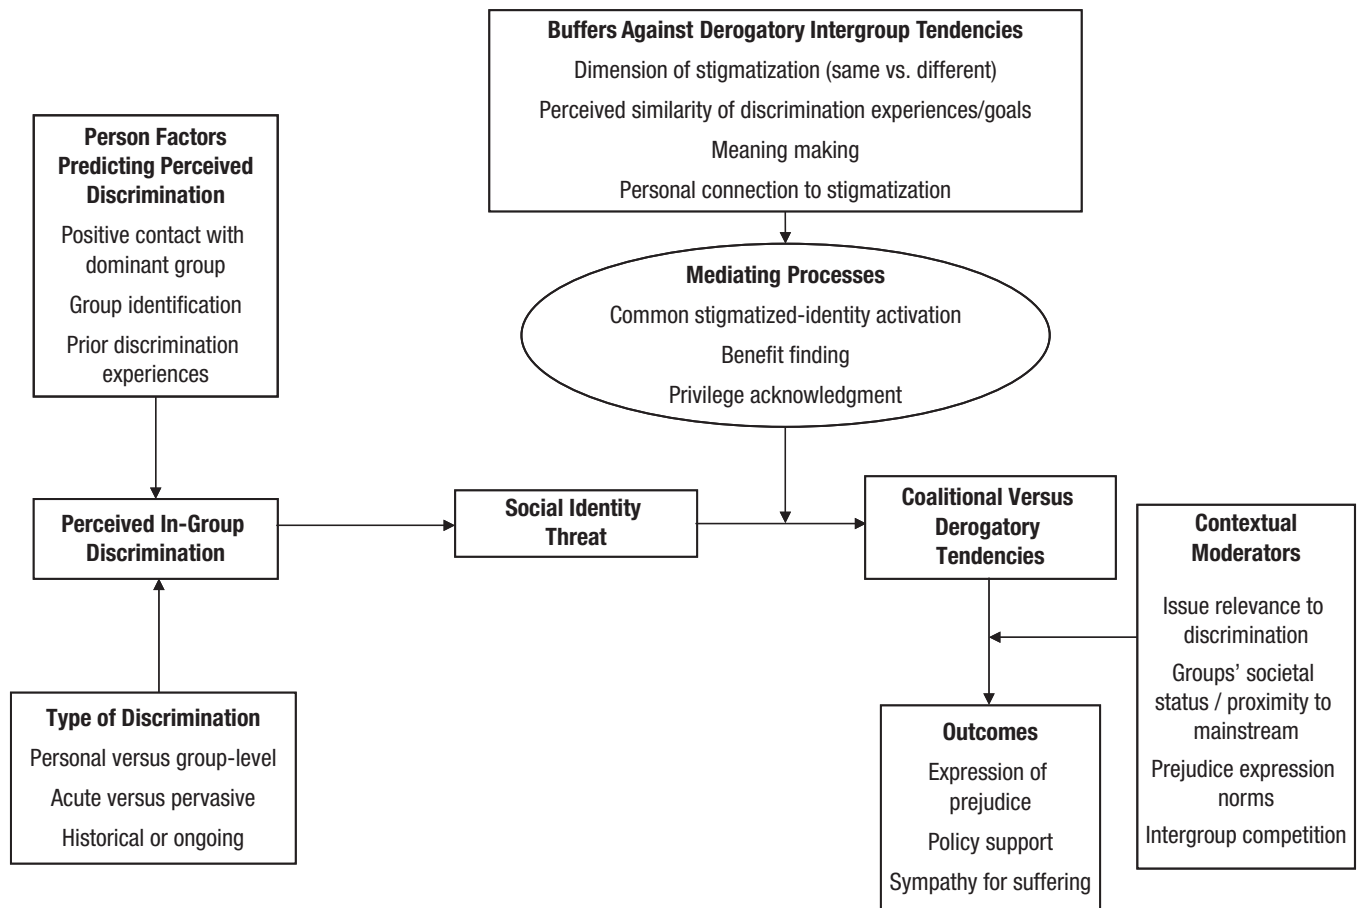 Buffers Against Derogatory Intergroup Tendencies
Dimension of stigmatization (same vs. different)
Perceived similarity of discrimination experiences/goals
Meaning making
Personal connection to stigmatization
Person Factors
Predicting Perceived
Discrimination
Positive contact with
dominant group
Group identification
Prior discrimination
experiences
Mediating Processes
Common stigmatized-identity activation
Benefit finding
Privilege acknowledgment
Perceived In-Group
Discrimination
Social Identity
Threat
Coalitional Versus
Derogatory
Tendencies
Contextual
Moderators
Issue relevance to
discrimination
Groups’ societal
status / proximity to
mainstream
Prejudice expression
norms
Intergroup competition
Type of Discrimination
Personal versus group-level
Acute versus pervasive
Historical or ongoing
Outcomes
Expression of
prejudice
Policy support
Sympathy for suffering